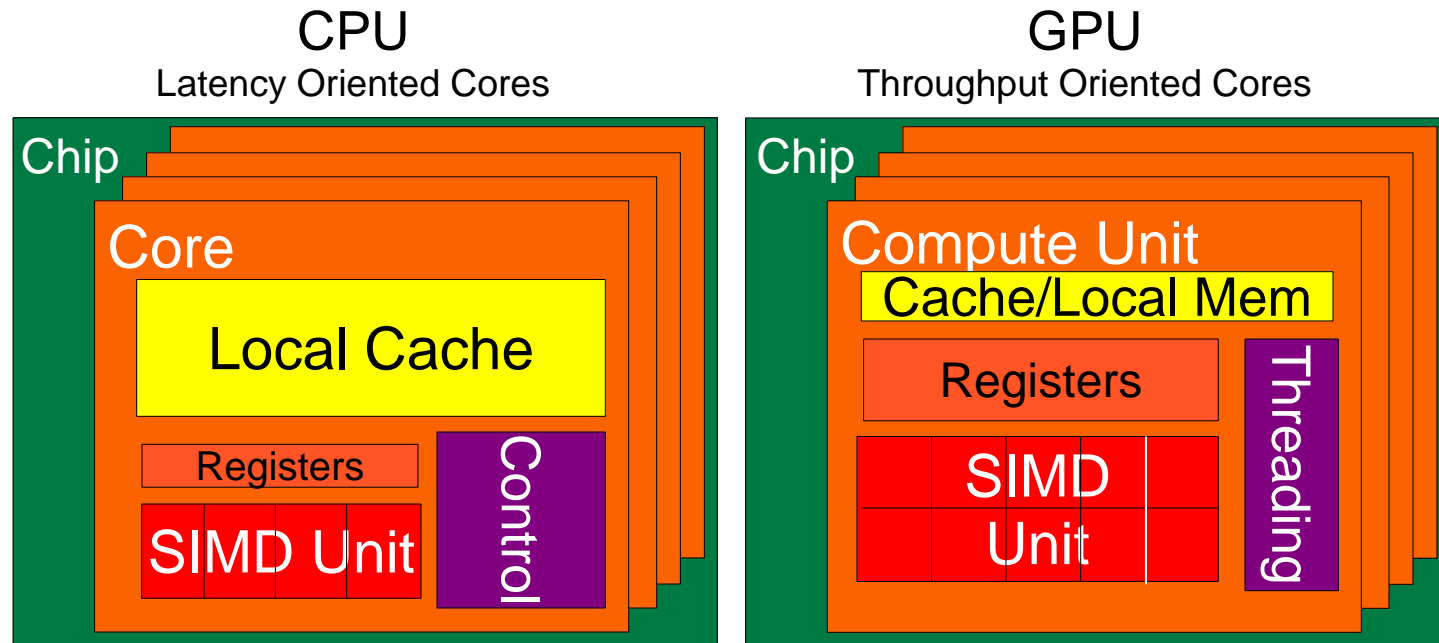 CPU
Latency Oriented Cores
Chip
Core
Local Cache
Registers
SIMD Unit
Control
GPU
Throughput Oriented Cores
Chip
Compute Unit
Cache/Local Mem
Registers
SIMD
Unit
Threading